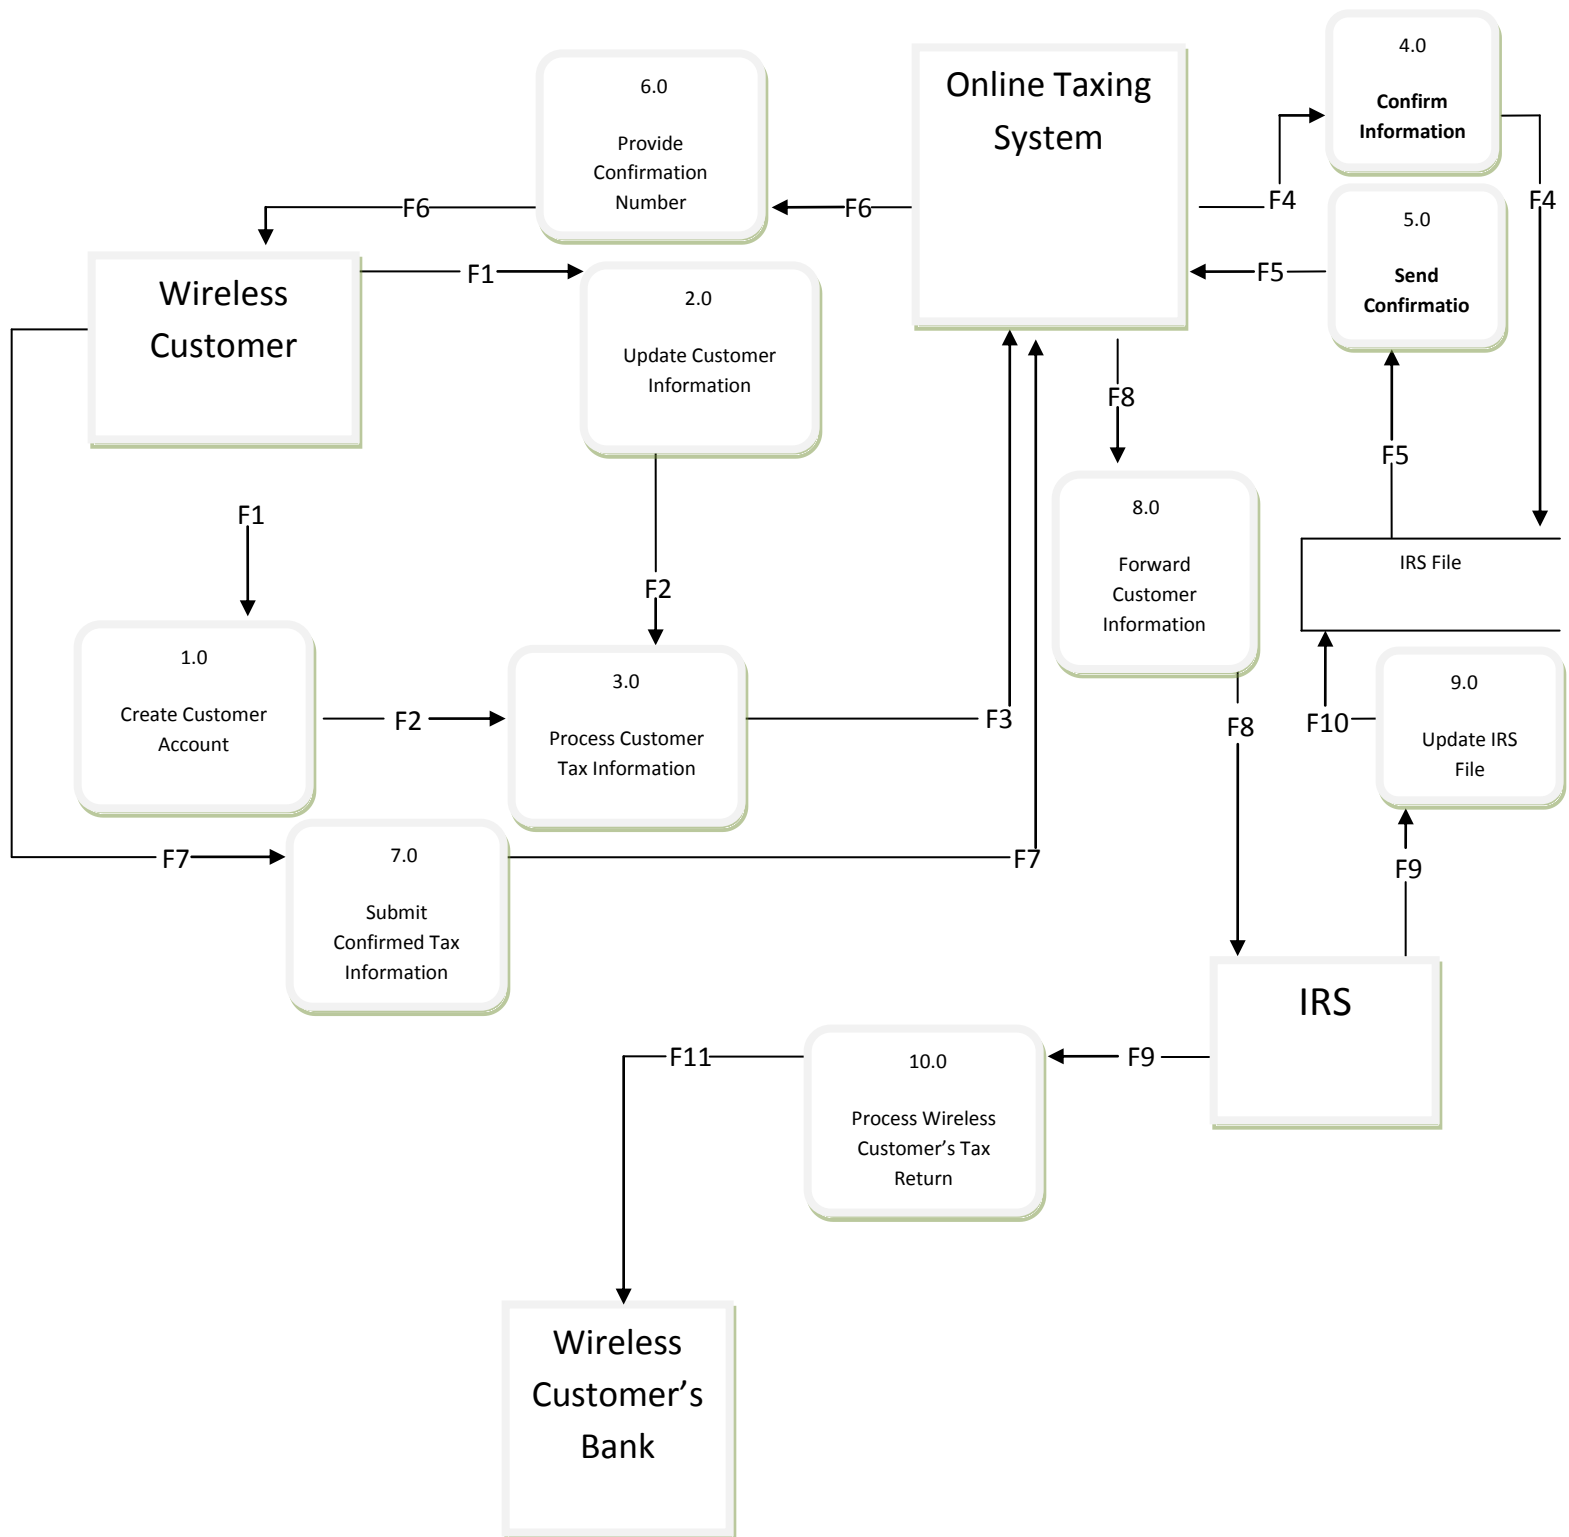 4.0
Confirm
Information
Online Taxing
System
6.0
Provide
Confirmation
Number
F6
F6
F4
F4
5.0
Send
Confirmatio
F5
F1
Wireless
Customer
2.0
Update Customer
Information
F8
F5
8.0
Forward
Customer
Information
F1
IRS File
F2
1.0
Create Customer
Account
F2
3.0
Process Customer
Tax Information
F3
F8
F10
9.0
Update IRS
File
F7
7.0
Submit
Confirmed Tax
Information
F7
F9
IRS
F11
10.0
Process Wireless
Customer’s Tax
Return
F9
Wireless
Customer’s
Bank